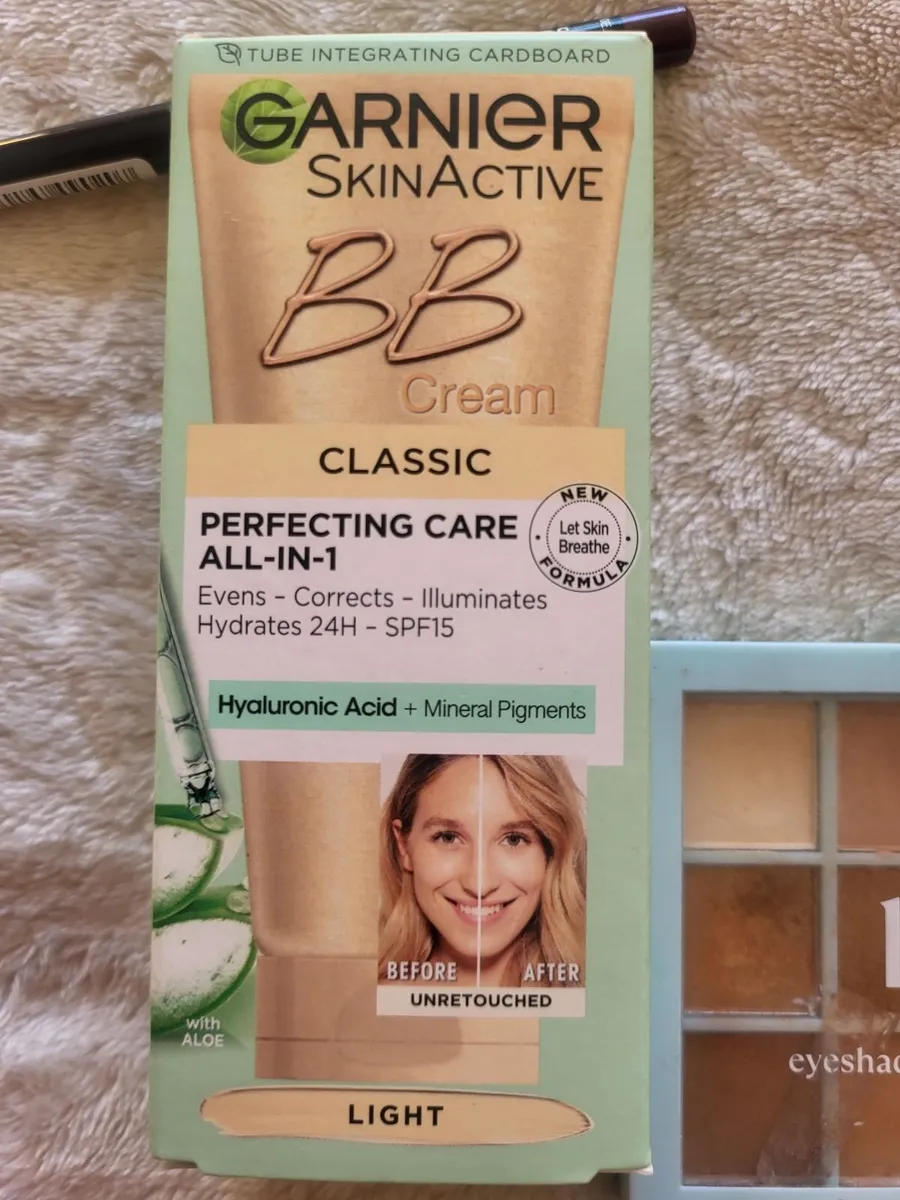 TUBE INTEGRATING CARDBOARD
GARNIER
SKINACTIVE
BB
Cream
CLASSIC
PERFECTING CARE
ALL-IN-1
NEW
Let Skin
Breathe
FORMULA
Evens - Corrects - Illuminates
Hydrates 24H - SPF15
Hyaluronic Acid + Mineral Pigments
BEFORE AFTER
UNRETOUCHED
with
ALOE
LIGHT